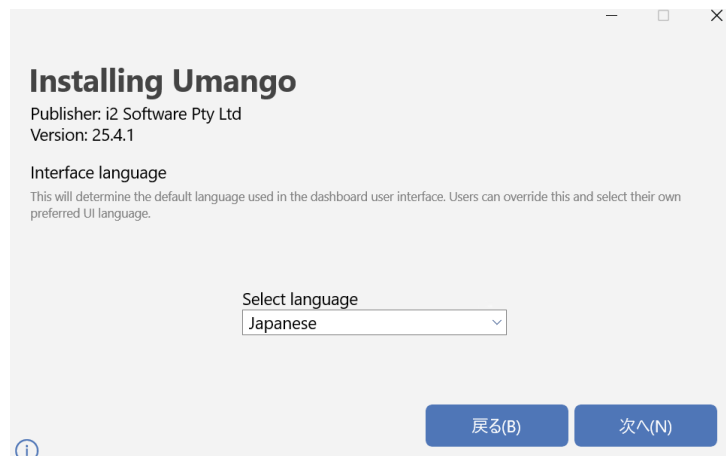 Installing Umango
Publisher: i2 Software Pty Ltd
Version: 25.4.1
Interface language
This will determine the default language used in the dashboard user interface. Users can override this and select their own
preferred UI language.
Select language
Japanese
戻る(B)
次へ(N)